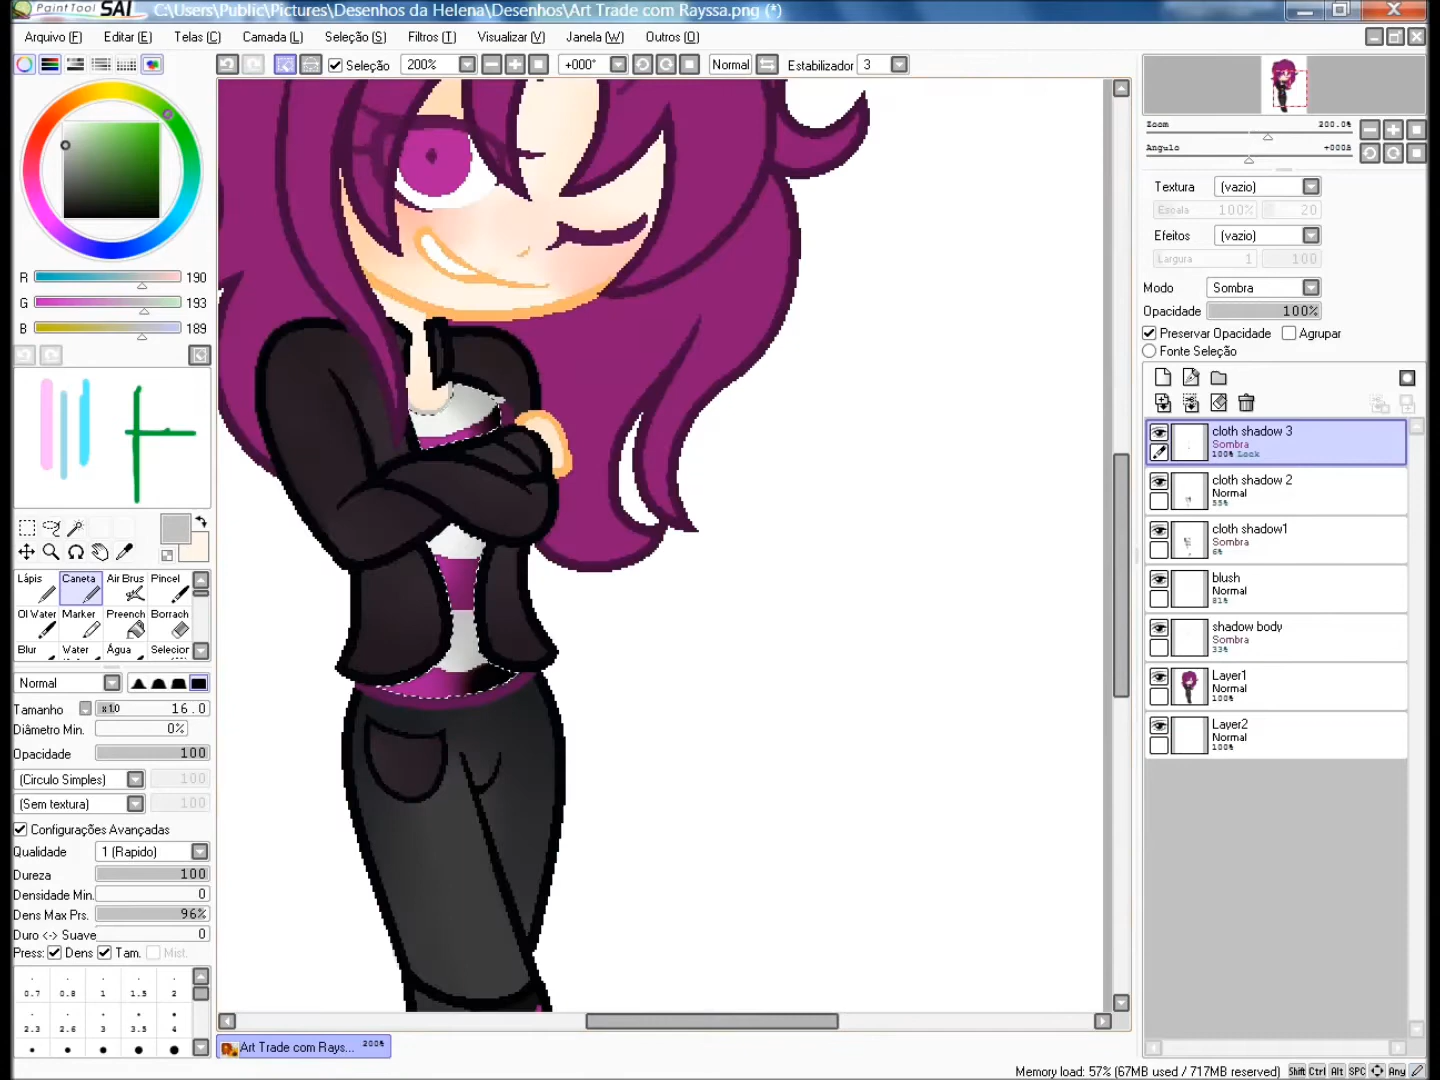 PaintTool SAI C:\Users\Public\Pictures\Desenhos da Helena\Desenhos\Art Trade com Rayssa.png (*)
Arquivo (F) Editar (E) Telas (C) Camada (L) Seleção (S) Filtros (T) Visualizar (V) Janela (W) Outros (O)
Seleção 200% +000° Normal Estabilizador 3
Zoom 200.0%
Angulo +000δ
R 190
G 193
B 189
Textura (vazio)
Escala 100% 20
Efeitos (vazio)
Largura 1 100
Modo Sombra
Opacidade 100%
Preservar Opacidade Agrupar
Fonte Seleção
cloth shadow 3
Sombra
100% Lock
cloth shadow 2
Normal
55%
cloth shadow1
Sombra
6%
blush
Normal
81%
shadow body
Sombra
33%
Layer1
Normal
100%
Layer2
Normal
100%
Lápis Caneta Air Brus Pincel
Oil Water Marker Preench Borrach
Blur Water Água Selecior
Normal
Tamanho x1.0 16.0
Diâmetro Min. 0%
Opacidade 100
(Circulo Simples) 100
(Sem textura) 100
Configurações Avançadas
Qualidade 1 (Rapido)
Dureza 100
Densidade Min. 0
Dens Max Prs. 96%
Duro <-> Suave 0
Press: Dens Tam. Mist.
0.7 0.8 1 1.5 2
2.3 2.6 3 3.5 4
Art Trade com Rays... 200%
Memory load: 57% (67MB used / 717MB reserved) Shift Ctrl Alt SPC Any